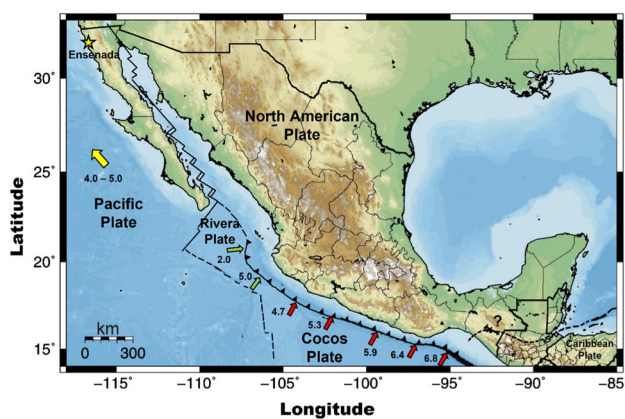 Ensenada
30°
North American
Plate
4.0 – 5.0
25°
Pacific
Plate
Rivera
Plate
2.0
20°
5.0
4.7
5.3
5.9
6.4
6.8
?
Cocos
Plate
Caribbean
Plate
km
0 300
15°
−115° −110° −105° −100° −95° −90° −85°
Latitude
Longitude